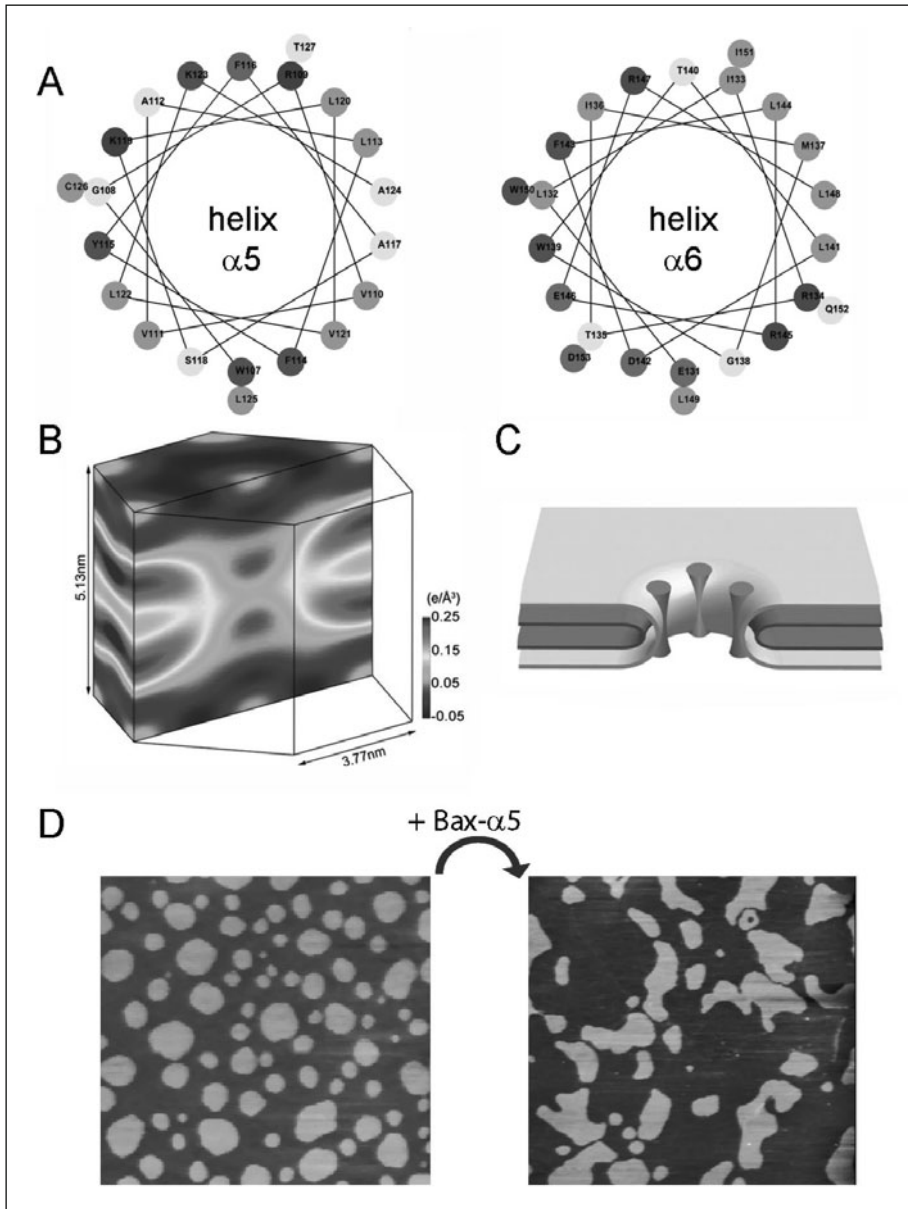 A
T127
F116
K123
R109
A112
L120
K119
L113
C126
G108
A124
Y115
A117
L122
V110
V111
V121
S118
W107
F114
L125
helix
α5
I151
T140
R147
I133
I136
L144
F143
M137
W150
L132
L148
W139
L141
E146
R134
Q152
T135
R145
D153
D142
E131
G138
L149
helix
α6
B
5.13nm
3.77nm
(e/Å³)
0.25
0.15
0.05
-0.05
C
D
+ Bax-α5